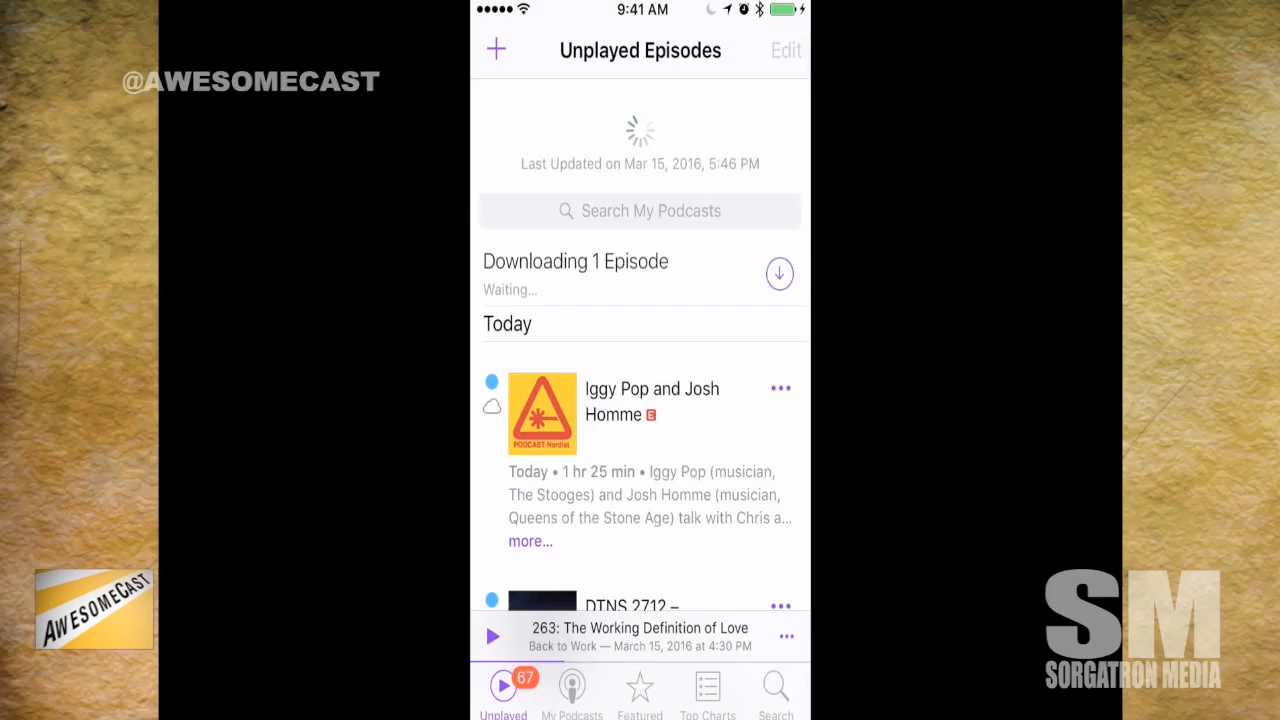 9:41 AM
Unplayed Episodes
Edit
@AWESOMECAST
Last Updated on Mar 15, 2016, 5:46 PM
Search My Podcasts
Downloading 1 Episode
Waiting...
Today
Iggy Pop and Josh
Homme E
PODCAST Nerdist
Today • 1 hr 25 min • Iggy Pop (musician,
The Stooges) and Josh Homme (musician,
Queens of the Stone Age) talk with Chris a...
more...
DTNS 2712 –
263: The Working Definition of Love
Back to Work — March 15, 2016 at 4:30 PM
67
Unplayed
My Podcasts
Featured
Top Charts
Search
AWESOMECAST
SM
SORGATRON MEDIA